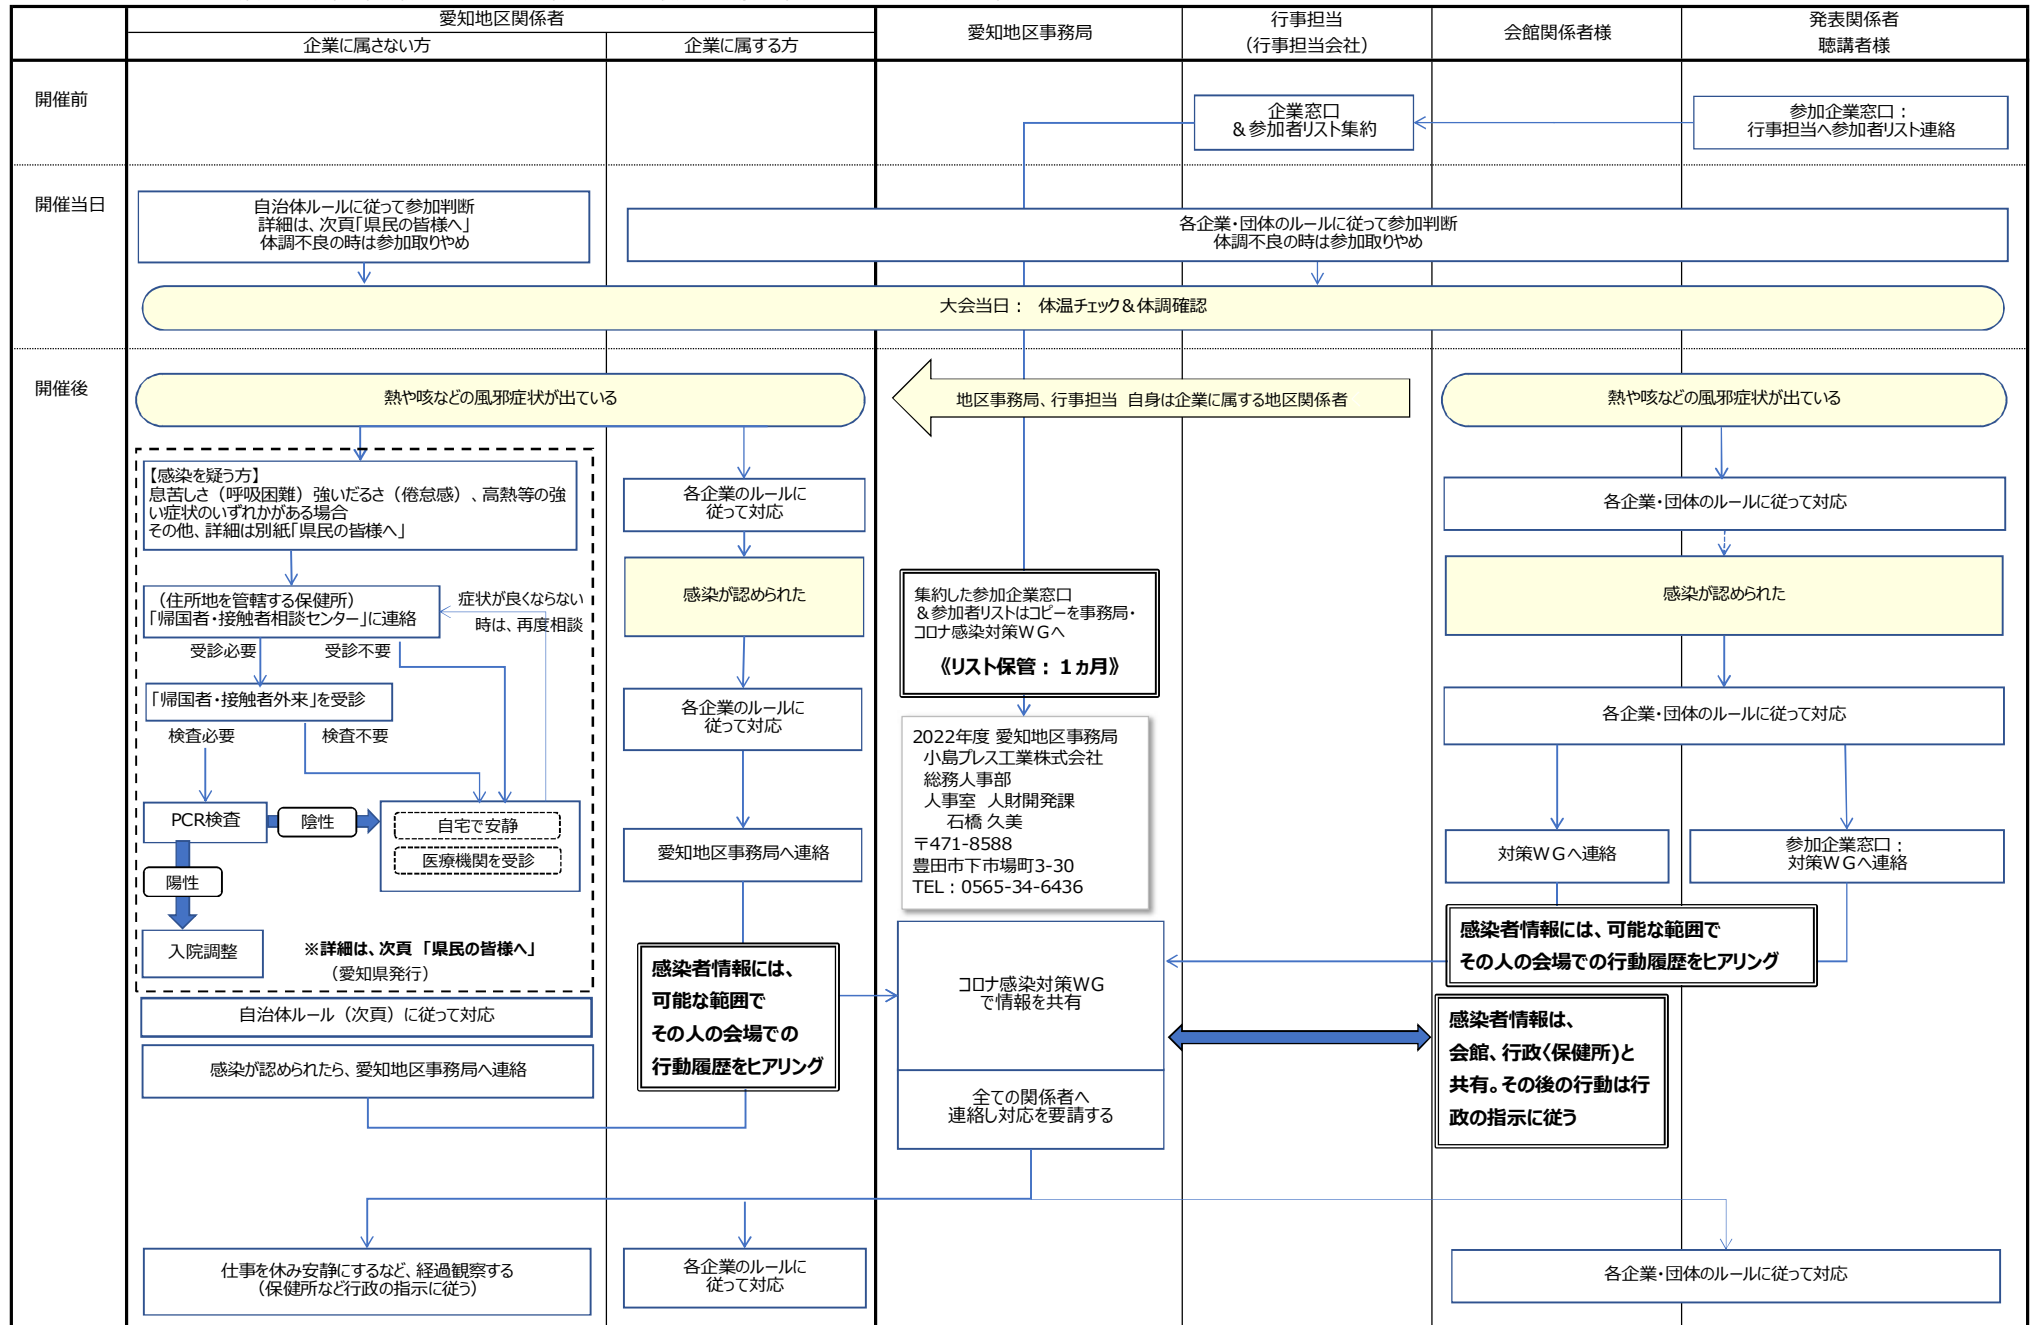 愛知地区関係者
企業に属さない方
企業に属する方
愛知地区事務局
行事担当
（行事担当会社）
会館関係者様
発表関係者
聴講者様
開催前
企業窓口
＆参加者リスト集約
参加企業窓口：
行事担当へ参加者リスト連絡
開催当日
自治体ルールに従って参加判断
詳細は、次頁「県民の皆様へ」
体調不良の時は参加取りやめ
各企業・団体のルールに従って参加判断
体調不良の時は参加取りやめ
大会当日：　体温チェック＆体調確認
開催後
熱や咳などの風邪症状が出ている
地区事務局、行事担当 自身は企業に属する地区関係者
熱や咳などの風邪症状が出ている
【感染を疑う方】
息苦しさ（呼吸困難）強いだるさ（倦怠感）、高熱等の強
い症状のいずれかがある場合
その他、詳細は別紙「県民の皆様へ」
各企業のルールに
従って対応
各企業・団体のルールに従って対応
（住所地を管轄する保健所）
「帰国者・接触者相談センター」に連絡
症状が良くならない
時は、再度相談
受診必要
受診不要
感染が認められた
集約した参加企業窓口
＆参加者リストはコピーを事務局・
コロナ感染対策ＷＧへ
《リスト保管：１ヵ月》
感染が認められた
「帰国者・接触者外来」を受診
検査必要
検査不要
各企業のルールに
従って対応
各企業・団体のルールに従って対応
2022年度 愛知地区事務局
小島プレス工業株式会社
総務人事部
人事室　人財開発課
石橋 久美
〒471-8588
豊田市下市場町3-30
TEL：0565-34-6436
PCR検査
陰性
自宅で安静
医療機関を受診
陽性
入院調整
※詳細は、次頁 「県民の皆様へ」
（愛知県発行）
愛知地区事務局へ連絡
対策ＷＧへ連絡
参加企業窓口：
対策ＷＧへ連絡
感染者情報には、
可能な範囲で
その人の会場での
行動履歴をヒアリング
コロナ感染対策WG
で情報を共有
感染者情報には、可能な範囲で
その人の会場での行動履歴をヒアリング
自治体ルール（次頁）に従って対応
感染が認められたら、愛知地区事務局へ連絡
全ての関係者へ
連絡し対応を要請する
感染者情報は、
会館、行政〈保健所)と
共有。その後の行動は行
政の指示に従う
仕事を休み安静にするなど、経過観察する
（保健所など行政の指示に従う）
各企業のルールに
従って対応
各企業・団体のルールに従って対応